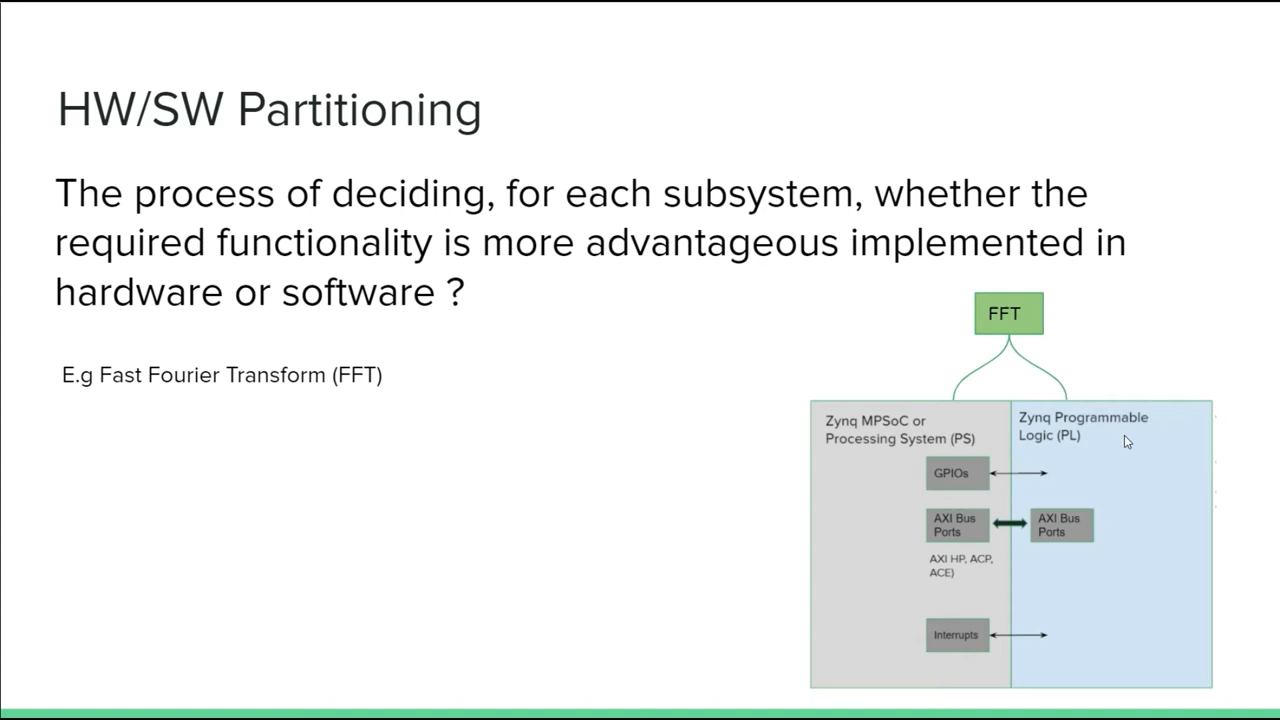 HW/SW Partitioning
The process of deciding, for each subsystem, whether the
required functionality is more advantageous implemented in
hardware or software ?
E.g Fast Fourier Transform (FFT)
FFT
Zynq MPSoC or
Processing System (PS)
Zynq Programmable
Logic (PL)
GPIOs
AXI Bus
Ports
AXI Bus
Ports
AXI HP, ACP,
ACE)
Interrupts